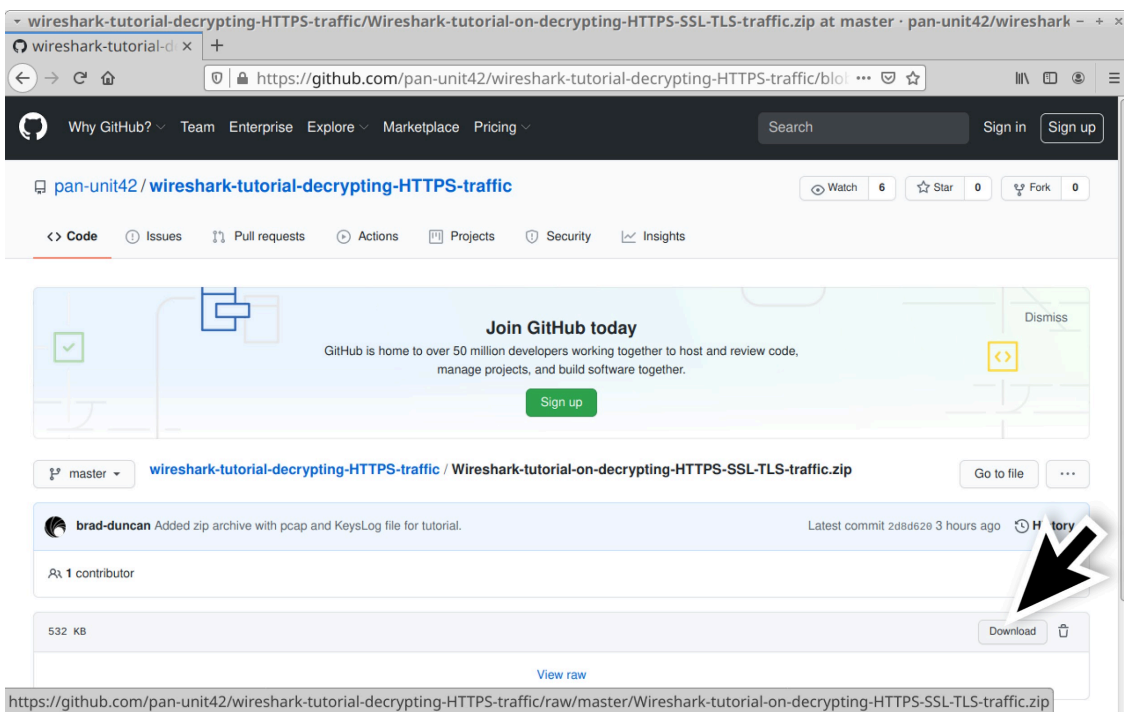 wireshark-tutorial-decrypting-HTTPS-traffic/Wireshark-tutorial-on-decrypting-HTTPS-SSL-TLS-traffic.zip at master · pan-unit42/wireshark
wireshark-tutorial-d
https://github.com/pan-unit42/wireshark-tutorial-decrypting-HTTPS-traffic/blo
Why GitHub? Team Enterprise Explore Marketplace Pricing Search Sign in Sign up
pan-unit42 / wireshark-tutorial-decrypting-HTTPS-traffic Watch 6 Star 0 Fork 0
Code Issues Pull requests Actions Projects Security Insights
Dismiss
Join GitHub today
GitHub is home to over 50 million developers working together to host and review code,
manage projects, and build software together.
Sign up
master wireshark-tutorial-decrypting-HTTPS-traffic / Wireshark-tutorial-on-decrypting-HTTPS-SSL-TLS-traffic.zip Go to file ...
brad-duncan Added zip archive with pcap and KeysLog file for tutorial. Latest commit 2d8d620 3 hours ago History
1 contributor
532 KB Download
View raw
https://github.com/pan-unit42/wireshark-tutorial-decrypting-HTTPS-traffic/raw/master/Wireshark-tutorial-on-decrypting-HTTPS-SSL-TLS-traffic.zip